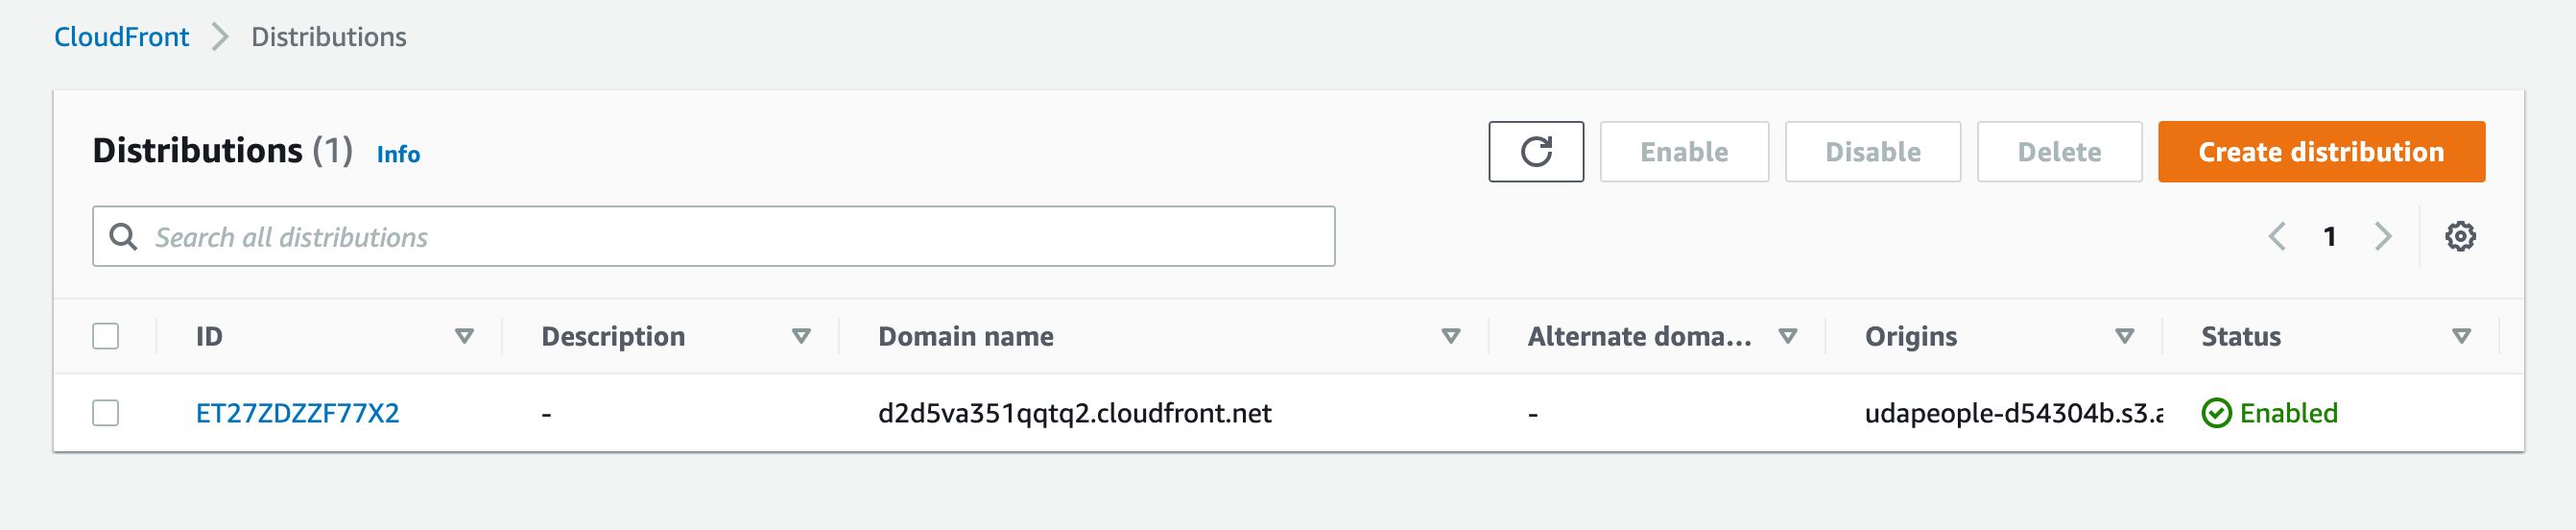 CloudFront Distributions
Distributions (1) Info
Enable Disable Delete Create distribution
Search all distributions
1
ID Description Domain name Alternate doma... Origins Status
ET27ZDZZF77X2 - d2d5va351qqtq2.cloudfront.net - udapeople-d54304b.s3.a Enabled